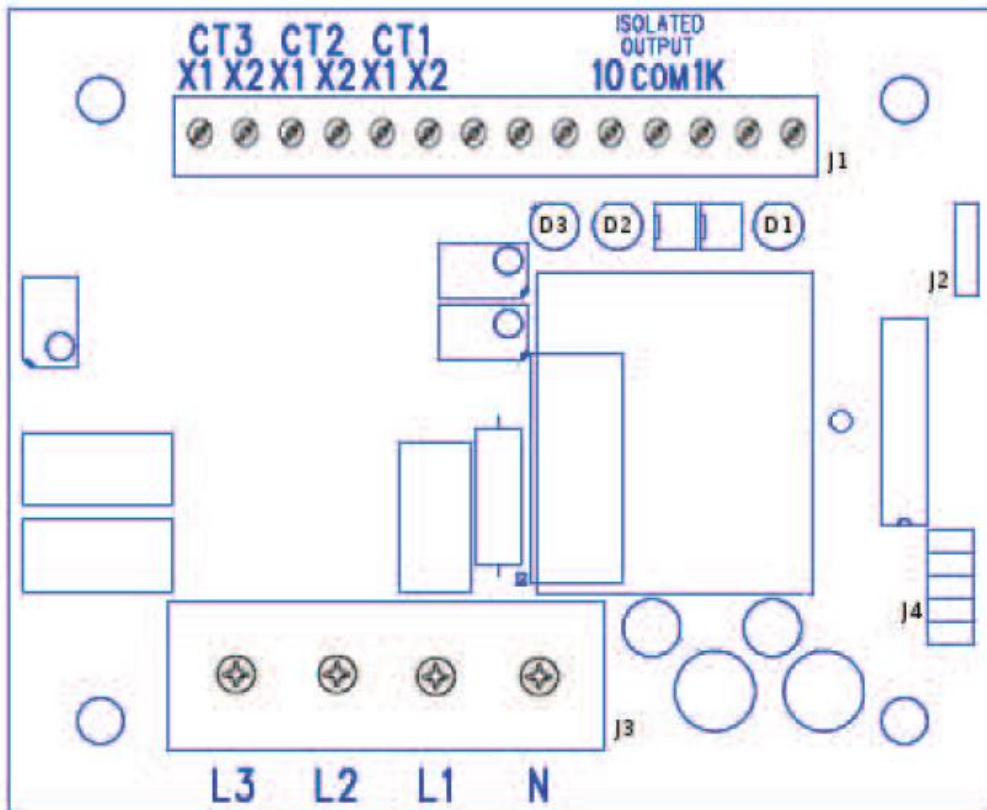 CT3 CT2 CT1
X1 X2 X1 X2 X1 X2
ISOLATED
OUTPUT
10 COM 1K
J1
D3 D2 D1
J2
J4
J3
L3 L2 L1 N